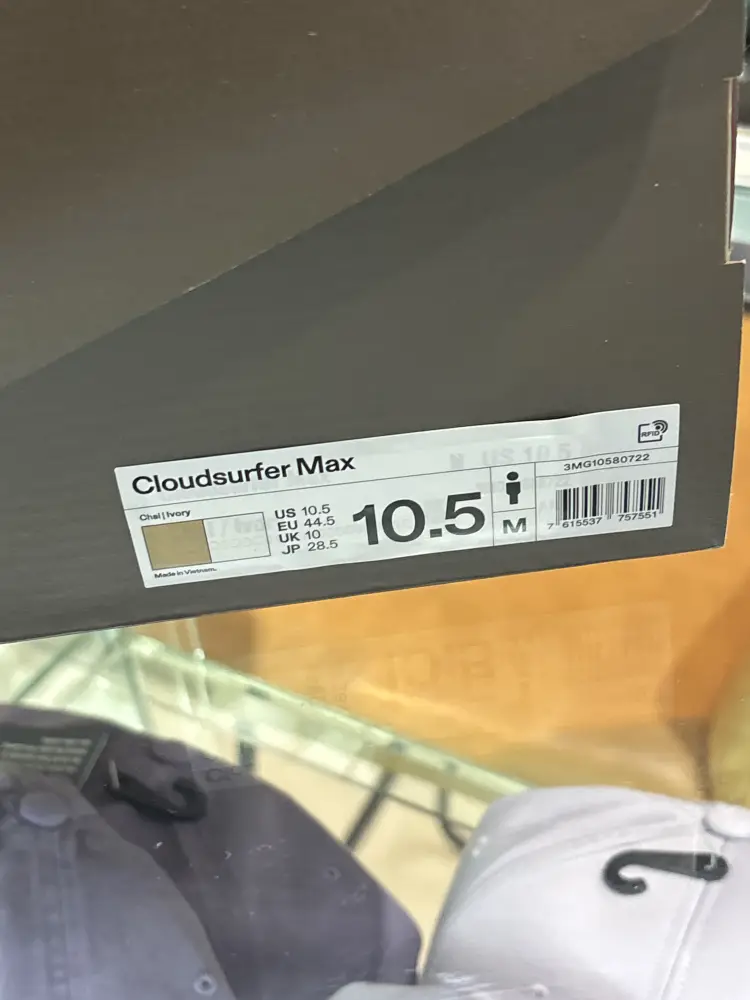 Cloudsurfer Max
RFID
3MG10580722
Chai | Ivory
US 10.5
EU 44.5
UK 10
JP 28.5
10.5
M
7 615537 757551
Made in Vietnam.